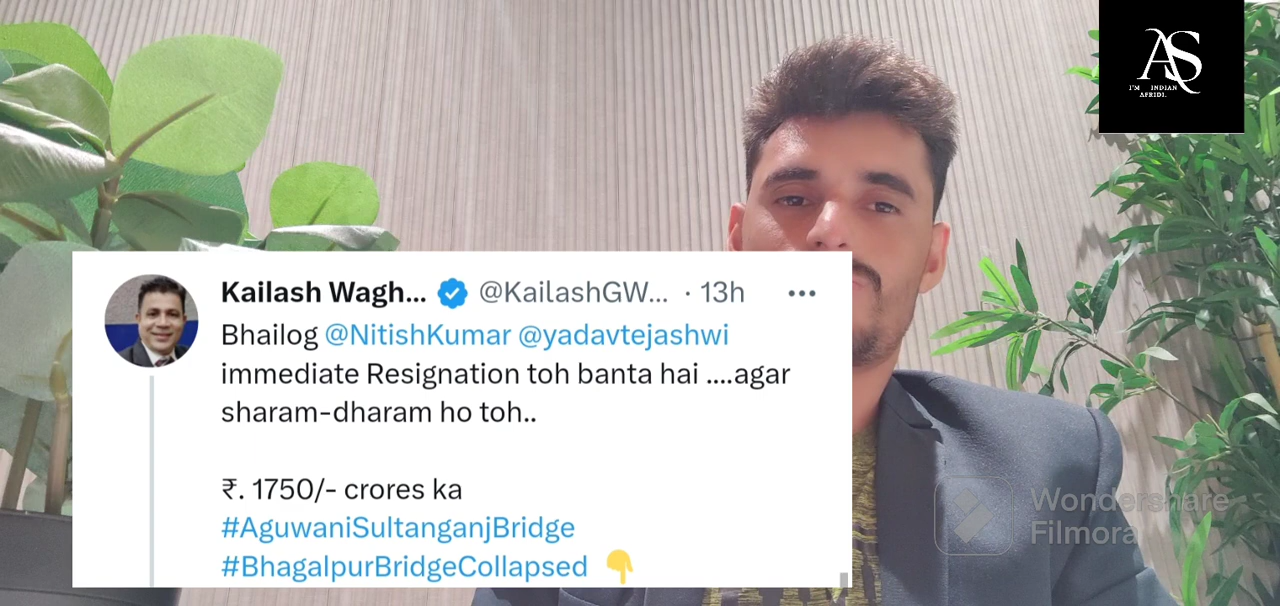 AS
I'M INDIAN
AFRIDI.
Kailash Wagh... @KailashGW... · 13h
Bhailog @NitishKumar @yadavtejashwi
immediate Resignation toh banta hai ....agar
sharam-dharam ho toh..
₹. 1750/- crores ka
#AguwaniSultanganjBridge
#BhagalpurBridgeCollapsed 👇
Wondershare
Filmora